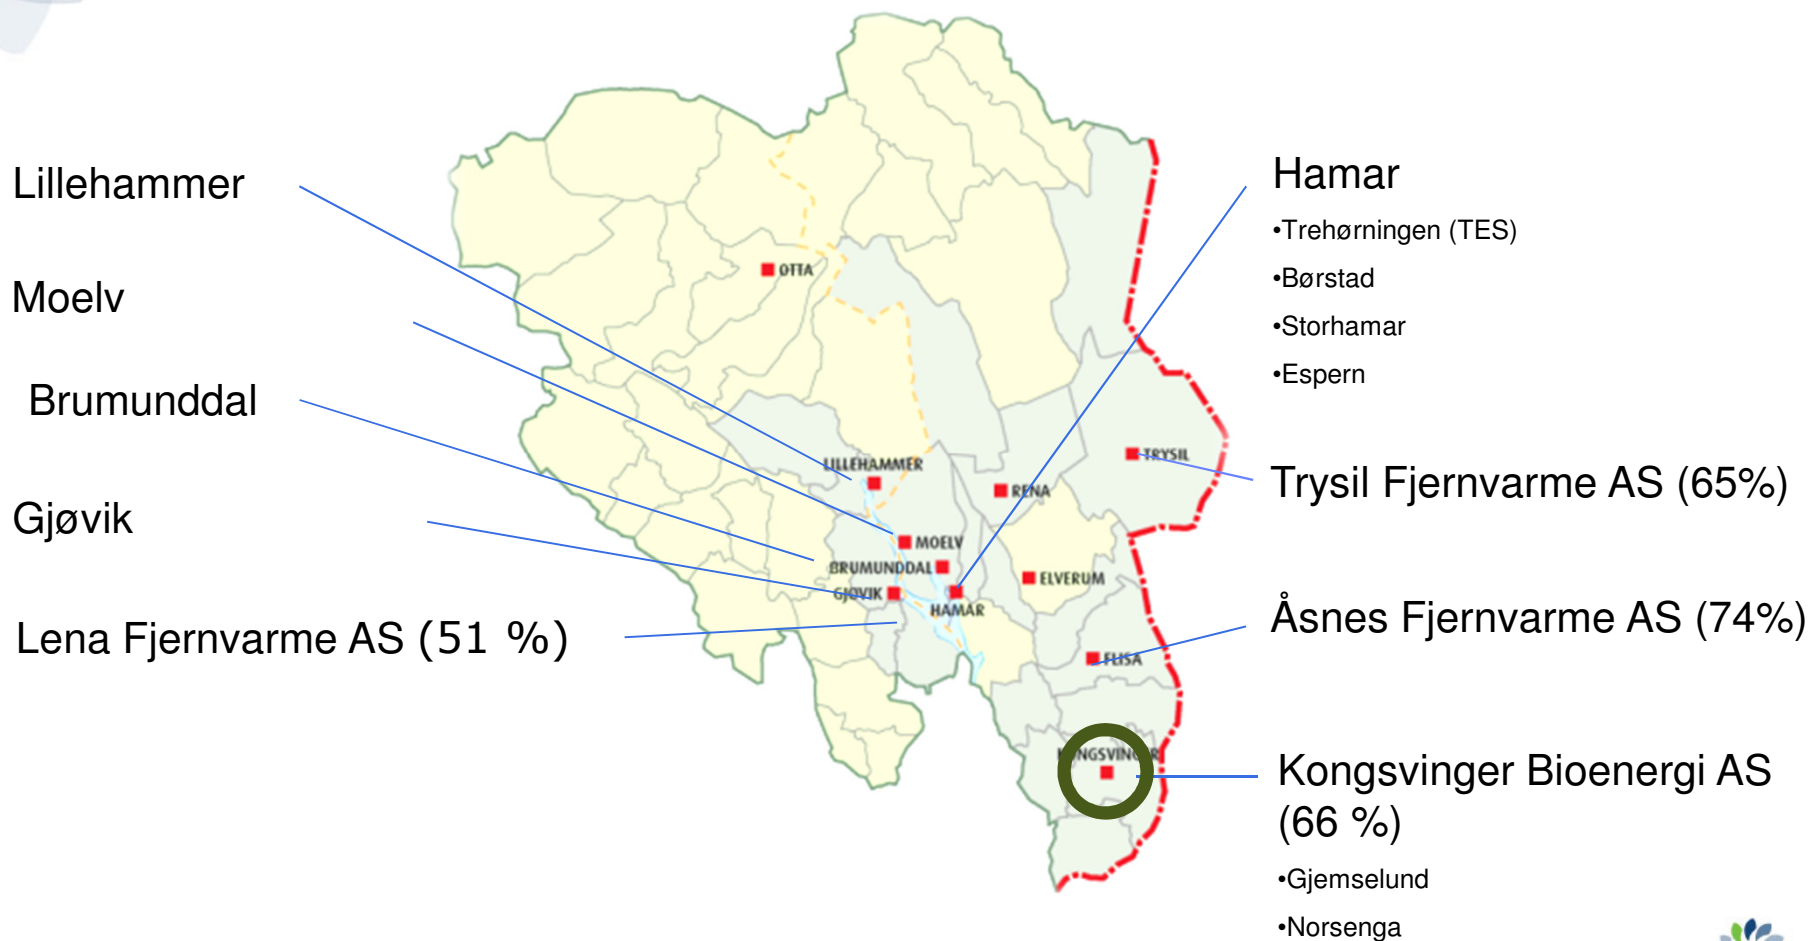 Lillehammer
Moelv
Brumunddal
Gjøvik
Lena Fjernvarme AS (51 %)
OTTA
LILLEHAMMER
MOELV
BRUMUNDDAL
GJØVIK
HAMAR
RENA
TRYSIL
ELVERUM
FLISA
KONGSVINGER
Hamar
•Trehørningen (TES)
•Børstad
•Storhamar
•Espern
Trysil Fjernvarme AS (65%)
Åsnes Fjernvarme AS (74%)
Kongsvinger Bioenergi AS
(66 %)
•Gjemselund
•Norsenga